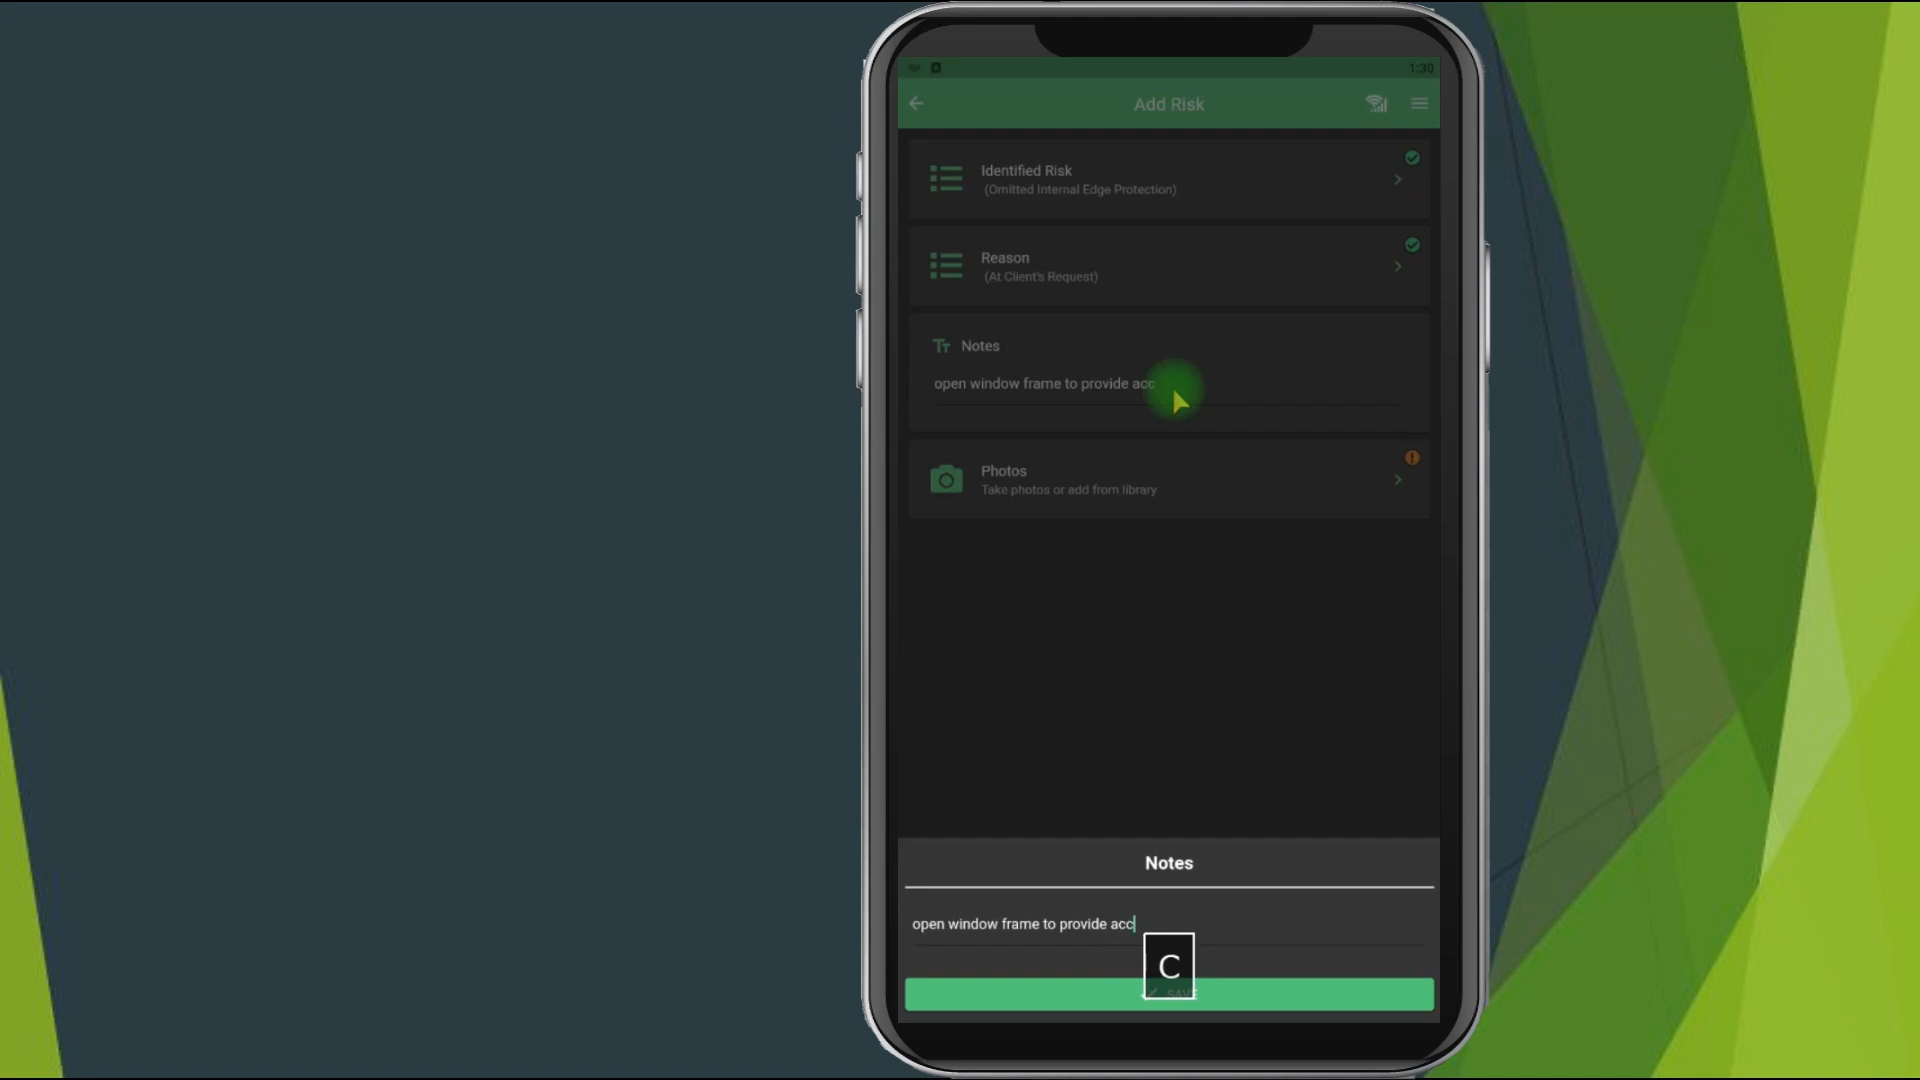 1:30
Add Risk
Identified Risk
(Omitted Internal Edge Protection)
Reason
(At Client's Request)
Tт Notes
open window frame to provide acc
Photos
Take photos or add from library
Notes
open window frame to provide acc
C
SAVE